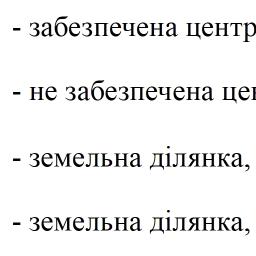 - забезпечена центр
- не забезпечена це
- земельна ділянка,
- земельна ділянка,